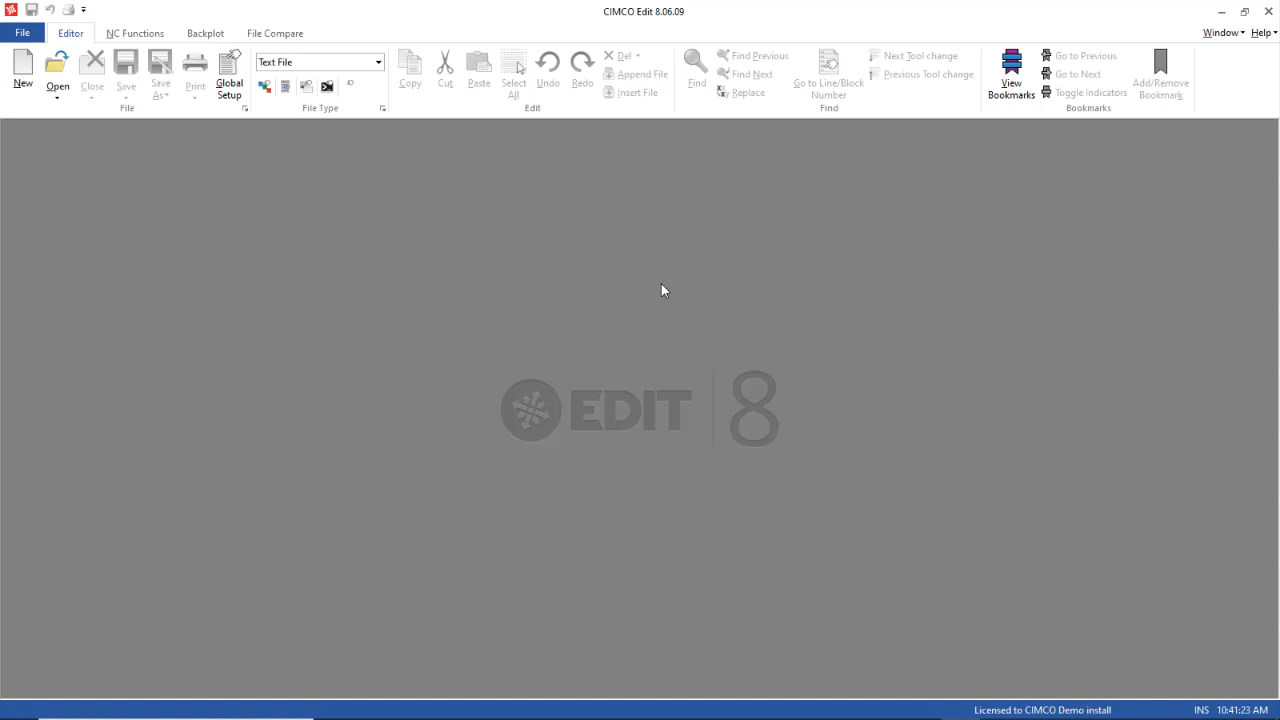 CIMCO Edit 8.06.09
File Editor NC Functions Backplot File Compare Window Help
New Open Close Save Save As Print Global Setup
File
Text File
File Type
Copy Cut Paste Select All Undo Redo
Del
Append File
Insert File
Edit
Find
Find Previous
Find Next
Replace
Go to Line/Block Number
Next Tool change
Previous Tool change
Find
View Bookmarks
Go to Previous
Go to Next
Toggle Indicators
Add/Remove Bookmark
Bookmarks
EDIT 8
Licensed to CIMCO Demo install INS 10:41:23 AM